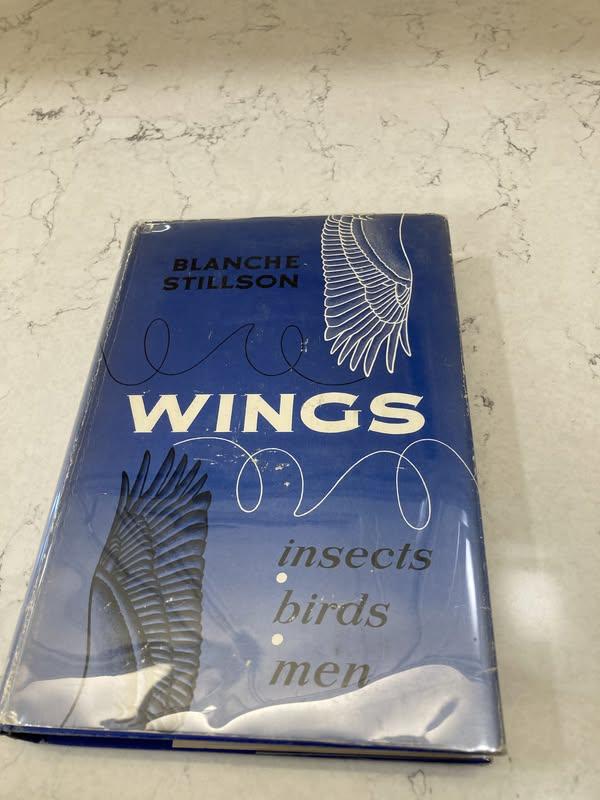 BLANCHE
STILLSON
WINGS
insects
birds
men